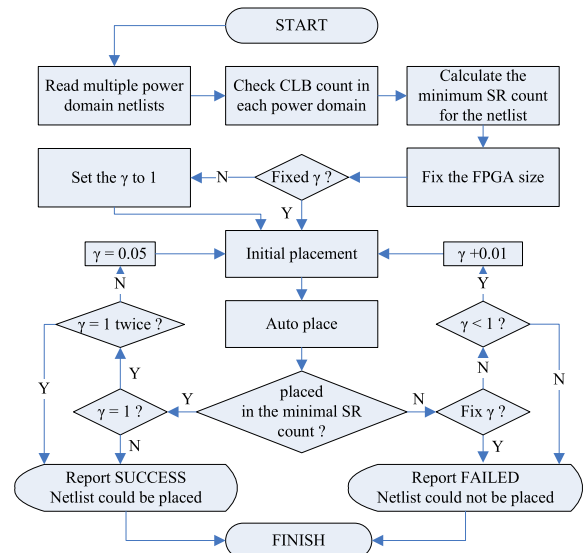 START
Read multiple power
domain netlists
Check CLB count in
each power domain
Calculate the
minimum SR count
for the netlist
Set the γ to 1
N
Fixed γ ?
Fix the FPGA size
Y
γ = 0.05
Initial placement
γ +0.01
N
Y
γ = 1 twice ?
Auto place
γ < 1 ?
Y
Y
N
N
γ = 1 ?
Y
placed
in the minimal SR
count ?
N
Fix γ ?
N
Y
Report SUCCESS
Netlist could be placed
Report FAILED
Netlist could not be placed
FINISH